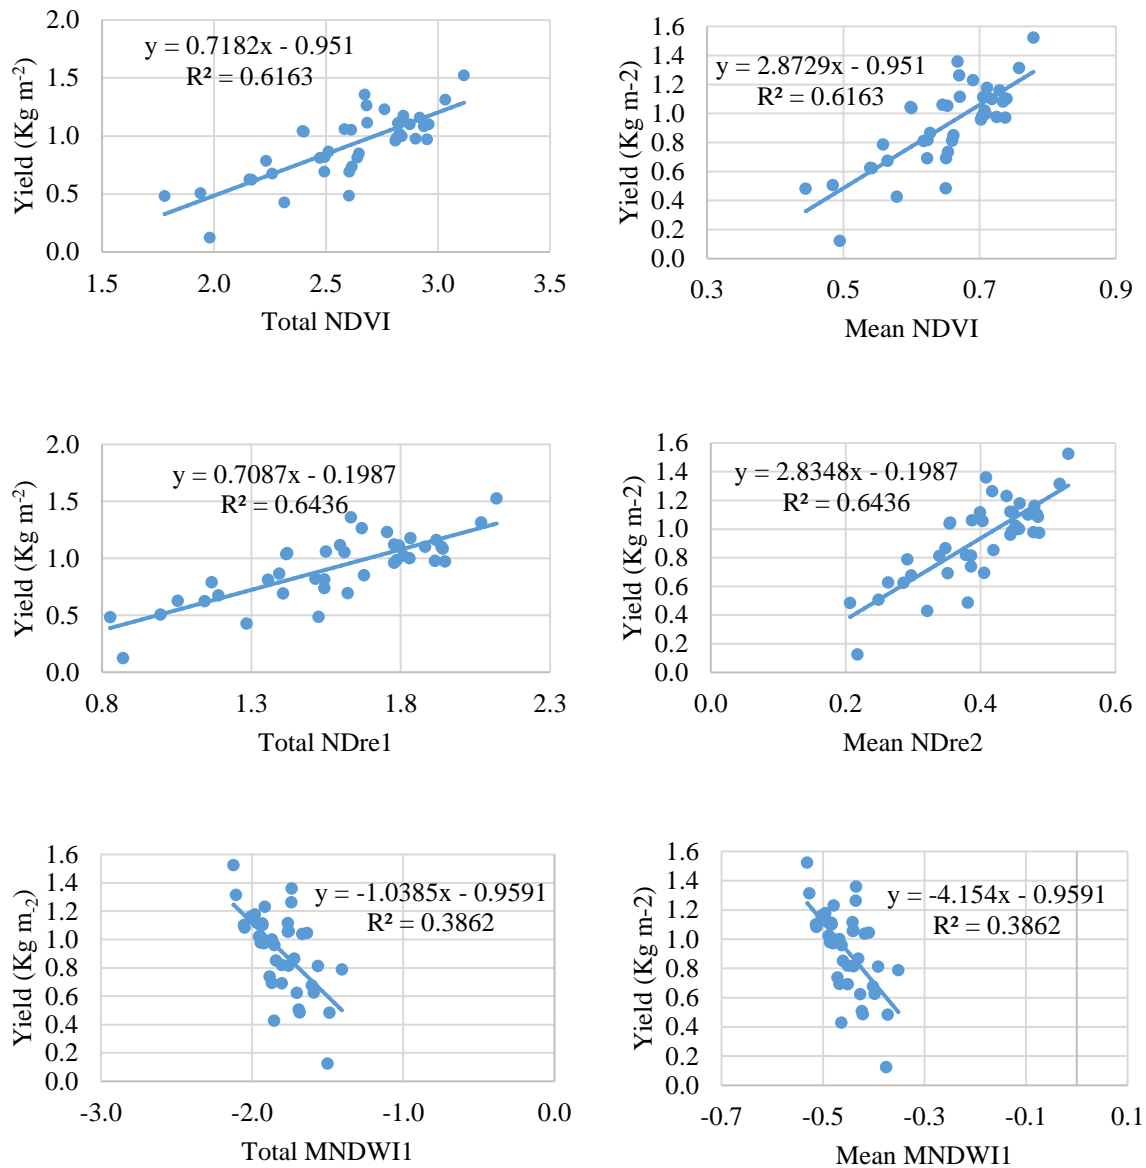 2.0
1.5
1.0
0.5
0.0
Yield (Kg m-2)
y = 0.7182x - 0.951
R² = 0.6163
1.5 2.0 2.5 3.0 3.5
Total NDVI
1.6
1.4
1.2
1.0
0.8
0.6
0.4
0.2
0.0
Yield (Kg m-2)
y = 2.8729x - 0.951
R² = 0.6163
0.3 0.5 0.7 0.9
Mean NDVI
2.0
1.5
1.0
0.5
0.0
Yield (Kg m-2)
y = 0.7087x - 0.1987
R² = 0.6436
0.8 1.3 1.8 2.3
Total NDre1
1.6
1.4
1.2
1.0
0.8
0.6
0.4
0.2
0.0
Yield (Kg m-2)
y = 2.8348x - 0.1987
R² = 0.6436
0.0 0.2 0.4 0.6
Mean NDre2
1.6
1.4
1.2
1.0
0.8
0.6
0.4
0.2
0.0
Yield (Kg m-2)
y = -1.0385x - 0.9591
R² = 0.3862
-3.0 -2.0 -1.0 0.0
Total MNDWI1
1.6
1.4
1.2
1.0
0.8
0.6
0.4
0.2
0.0
Yield (Kg m-2)
y = -4.154x - 0.9591
R² = 0.3862
-0.7 -0.5 -0.3 -0.1 0.1
Mean MNDWI1